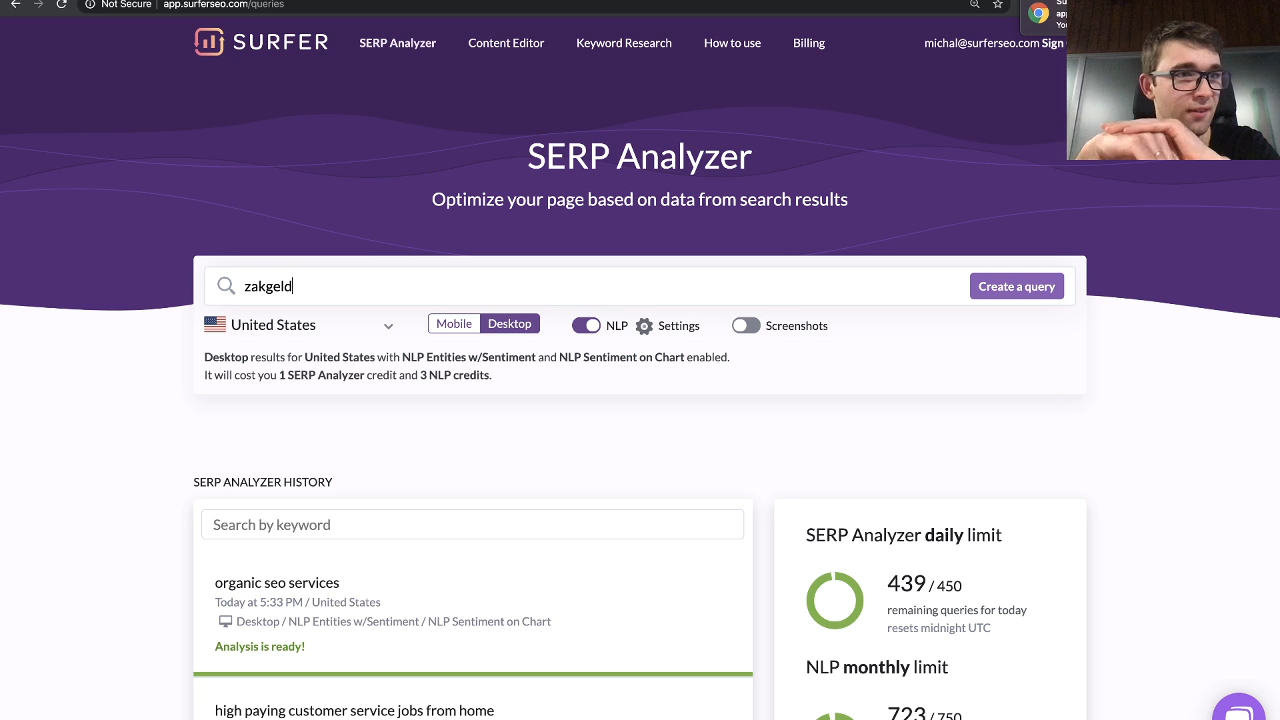 Not Secure app.surferseo.com/queries
SURFER SERP Analyzer Content Editor Keyword Research How to use Billing michal@surferseo.com Sign
SERP Analyzer
Optimize your page based on data from search results
zakgeld Create a query
United States Mobile Desktop NLP Settings Screenshots
Desktop results for United States with NLP Entities w/Sentiment and NLP Sentiment on Chart enabled.
It will cost you 1 SERP Analyzer credit and 3 NLP credits.
SERP ANALYZER HISTORY
Search by keyword
organic seo services
Today at 5:33 PM / United States
Desktop / NLP Entities w/Sentiment / NLP Sentiment on Chart
Analysis is ready!
high paying customer service jobs from home
SERP Analyzer daily limit
439 / 450
remaining queries for today
resets midnight UTC
NLP monthly limit
723 / 750